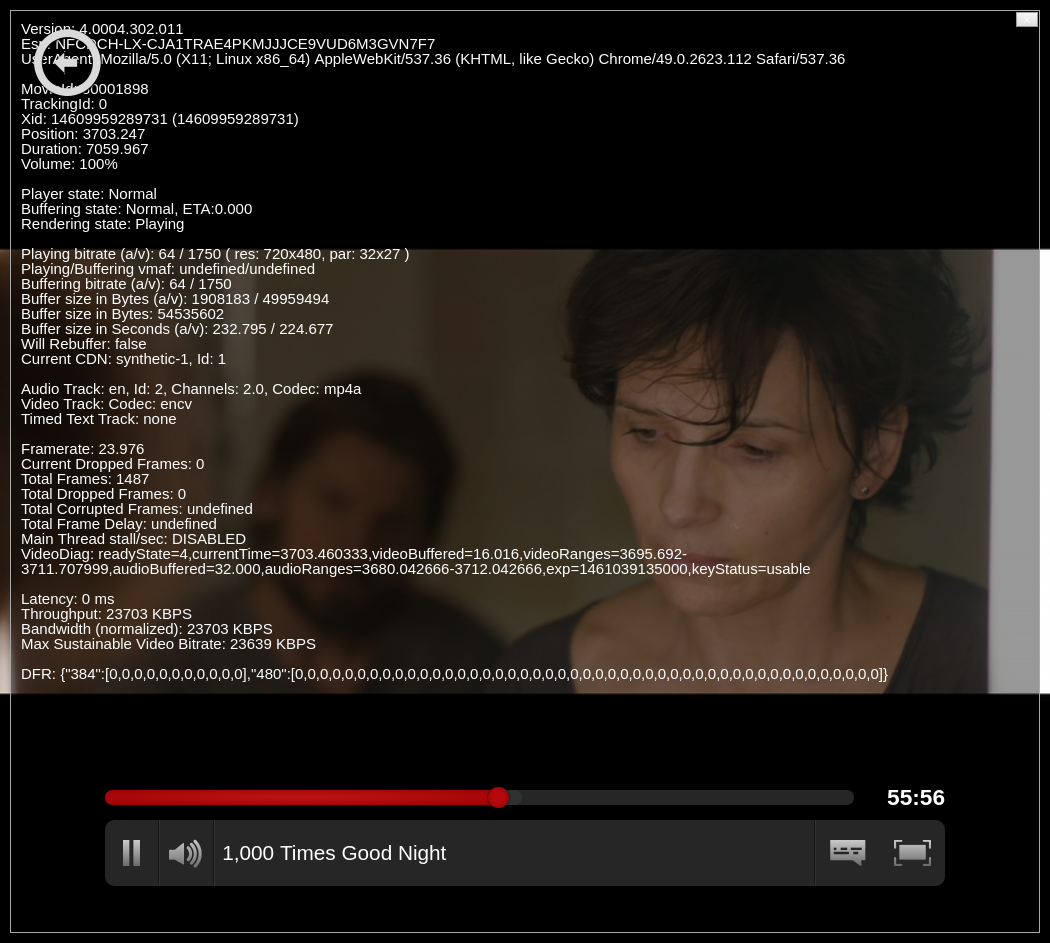 Version: 4.0004.302.011
NFCDCH-LX-CJA1TRAE4PKMJJJCE9VUD6M3GVN7F7
UserAgent: Mozilla/5.0 (X11; Linux x86_64) AppleWebKit/537.36 (KHTML, like Gecko) Chrome/49.0.2623.112 Safari/537.36
MovieId:
TrackingId: 0
Xid: 14609959289731 (14609959289731)
Position: 3703.247
Duration: 7059.967
Volume: 100%
Player state: Normal
Buffering state: Normal, ETA:0.000
Rendering state: Playing
Playing bitrate (a/v): 64 / 1750 ( res: 720x480, par: 32x27 )
Playing/Buffering vmaf: undefined/undefined
Buffering bitrate (a/v): 64 / 1750
Buffer size in Bytes (a/v): 1908183 / 49959494
Buffer size in Bytes: 54535602
Buffer size in Seconds (a/v): 232.795 / 224.677
Will Rebuffer: false
Current CDN: synthetic-1, Id: 1
Audio Track: en, Id: 2, Channels: 2.0, Codec: mp4a
Video Track: Codec: encv
Timed Text Track: none
Framerate: 23.976
Current Dropped Frames: 0
Total Frames: 1487
Total Dropped Frames: 0
Total Corrupted Frames: undefined
Total Frame Delay: undefined
Main Thread stall/sec: DISABLED
VideoDiag: readyState=4,currentTime=3703.460333,videoBuffered=16.016,videoRanges=3695.692-
3711.707999,audioBuffered=32.000,audioRanges=3680.042666-3712.042666,exp=1461039135000,keyStatus=usable
Latency: 0 ms
Throughput: 23703 KBPS
Bandwidth (normalized): 23703 KBPS
Max Sustainable Video Bitrate: 23639 KBPS
DFR: {"384":[0,0,0,0,0,0,0,0,0,0,0],"480":[0,0,0,0,0,0,0,0,0,0,0,0,0,0,0,0,0,0,0,0,0,0,0,0,0,0,0,0,0,0,0,0,0,0,0,0,0,0,0,0,0,0,0,0,0,0,0]}
55:56
1,000 Times Good Night